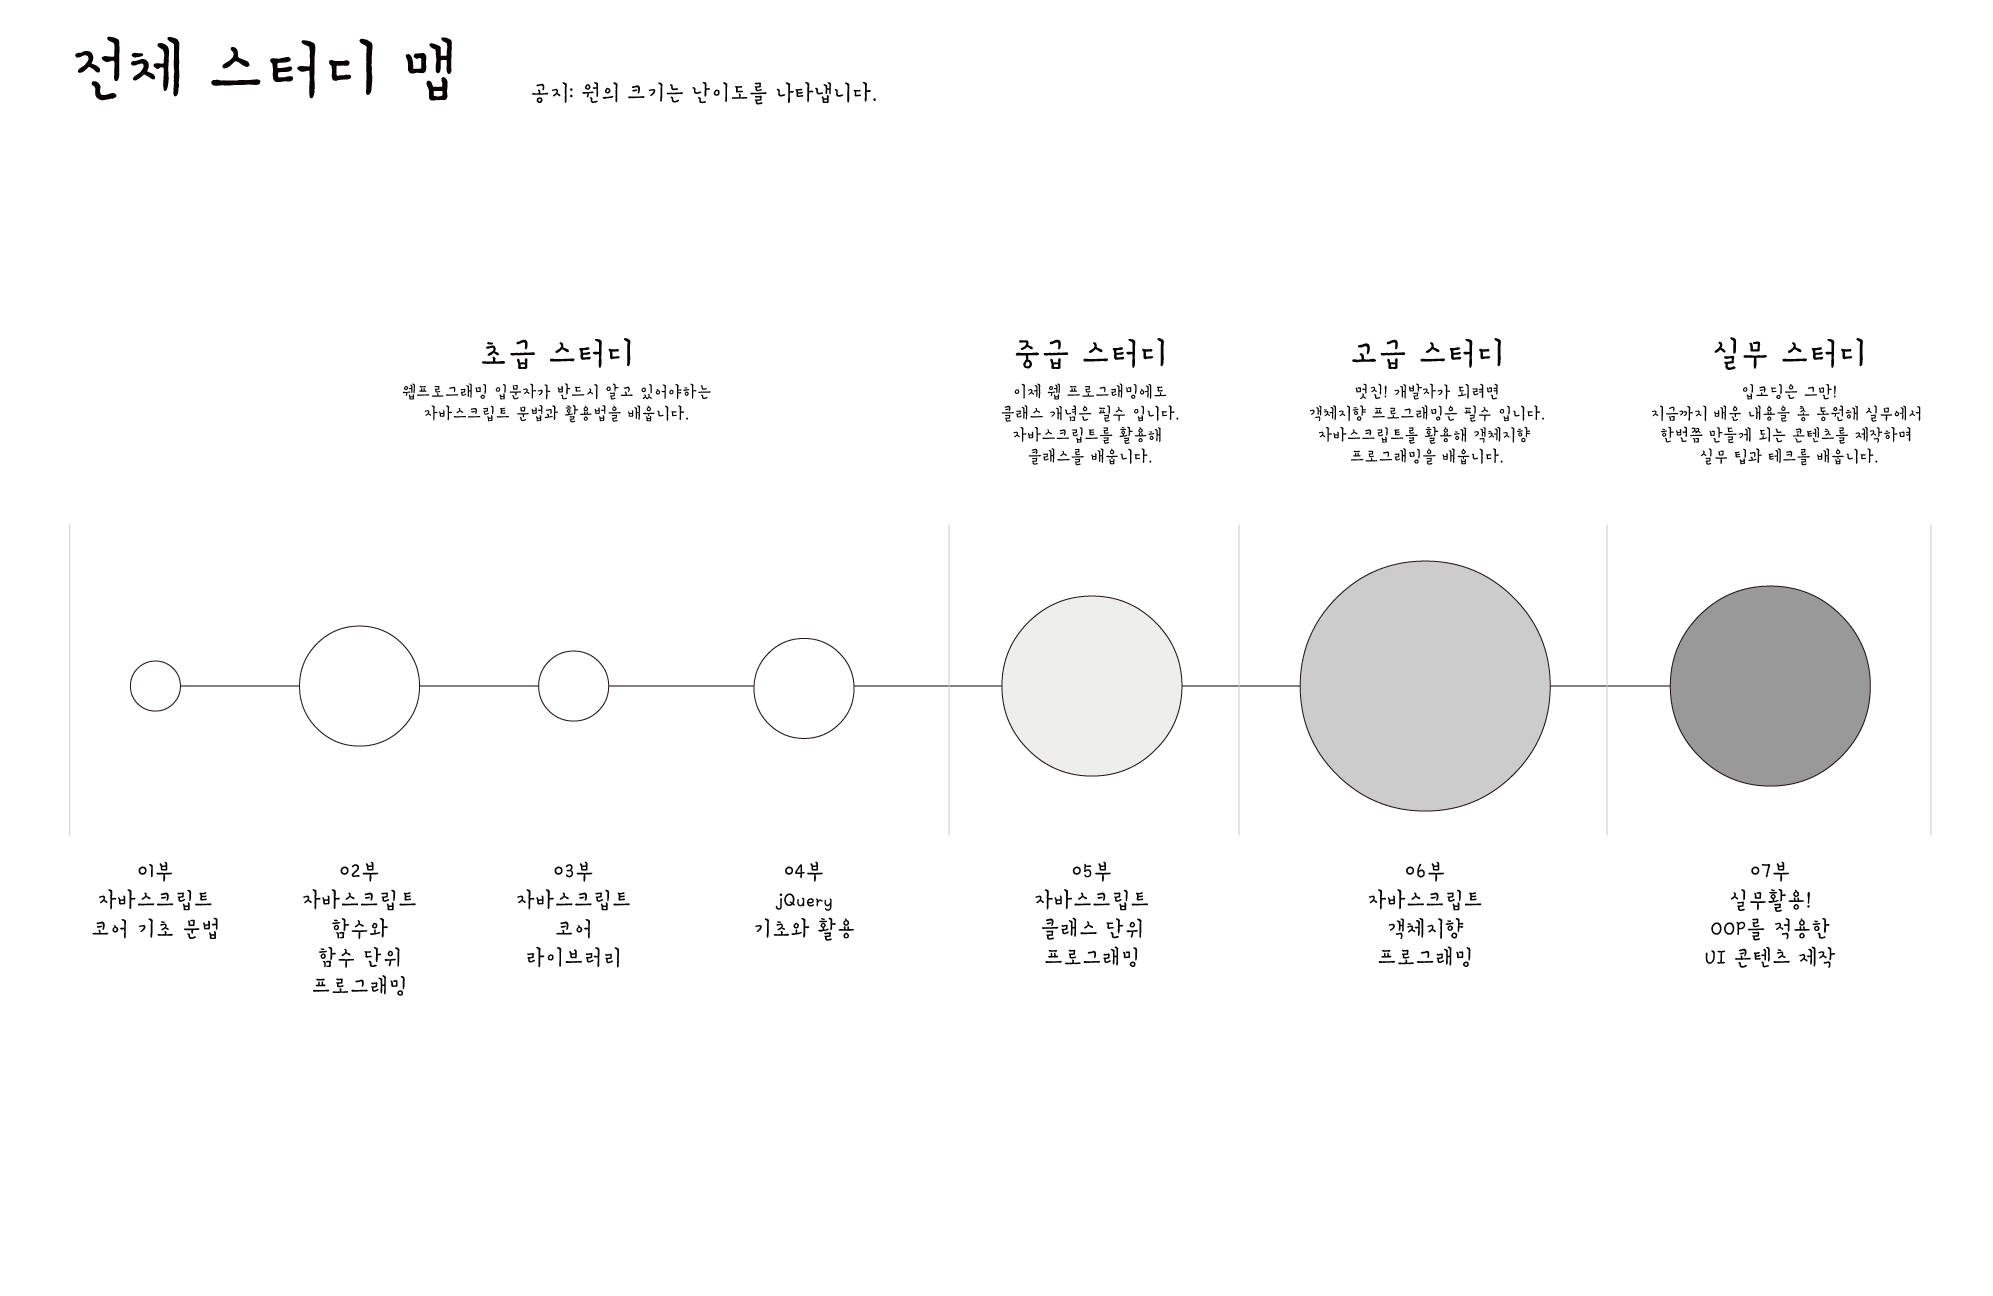 전체 스터디 맵
공지: 원의 크기는 난이도를 나타냅니다.
초급 스터디
웹프로그래밍 입문자가 반드시 알고 있어야하는
자바스크립트 문법과 활용법을 배웁니다.
중급 스터디
이제 웹 프로그래밍에도
클래스 개념은 필수 입니다.
자바스크립트를 활용해
클래스를 배웁니다.
고급 스터디
멋진! 개발자가 되려면
객체지향 프로그래밍은 필수 입니다.
자바스크립트를 활용해 객체지향
프로그래밍을 배웁니다.
실무 스터디
입코딩은 그만!
지금까지 배운 내용을 총 동원해 실무에서
한번쯤 만들게 되는 콘텐츠를 제작하며
실무 팁과 테크를 배웁니다.
01부
자바스크립트
코어 기초 문법
02부
자바스크립트
함수와
함수 단위
프로그래밍
03부
자바스크립트
코어
라이브러리
04부
jQuery
기초와 활용
05부
자바스크립트
클래스 단위
프로그래밍
06부
자바스크립트
객체지향
프로그래밍
07부
실무활용!
OOP를 적용한
UI 콘텐츠 제작